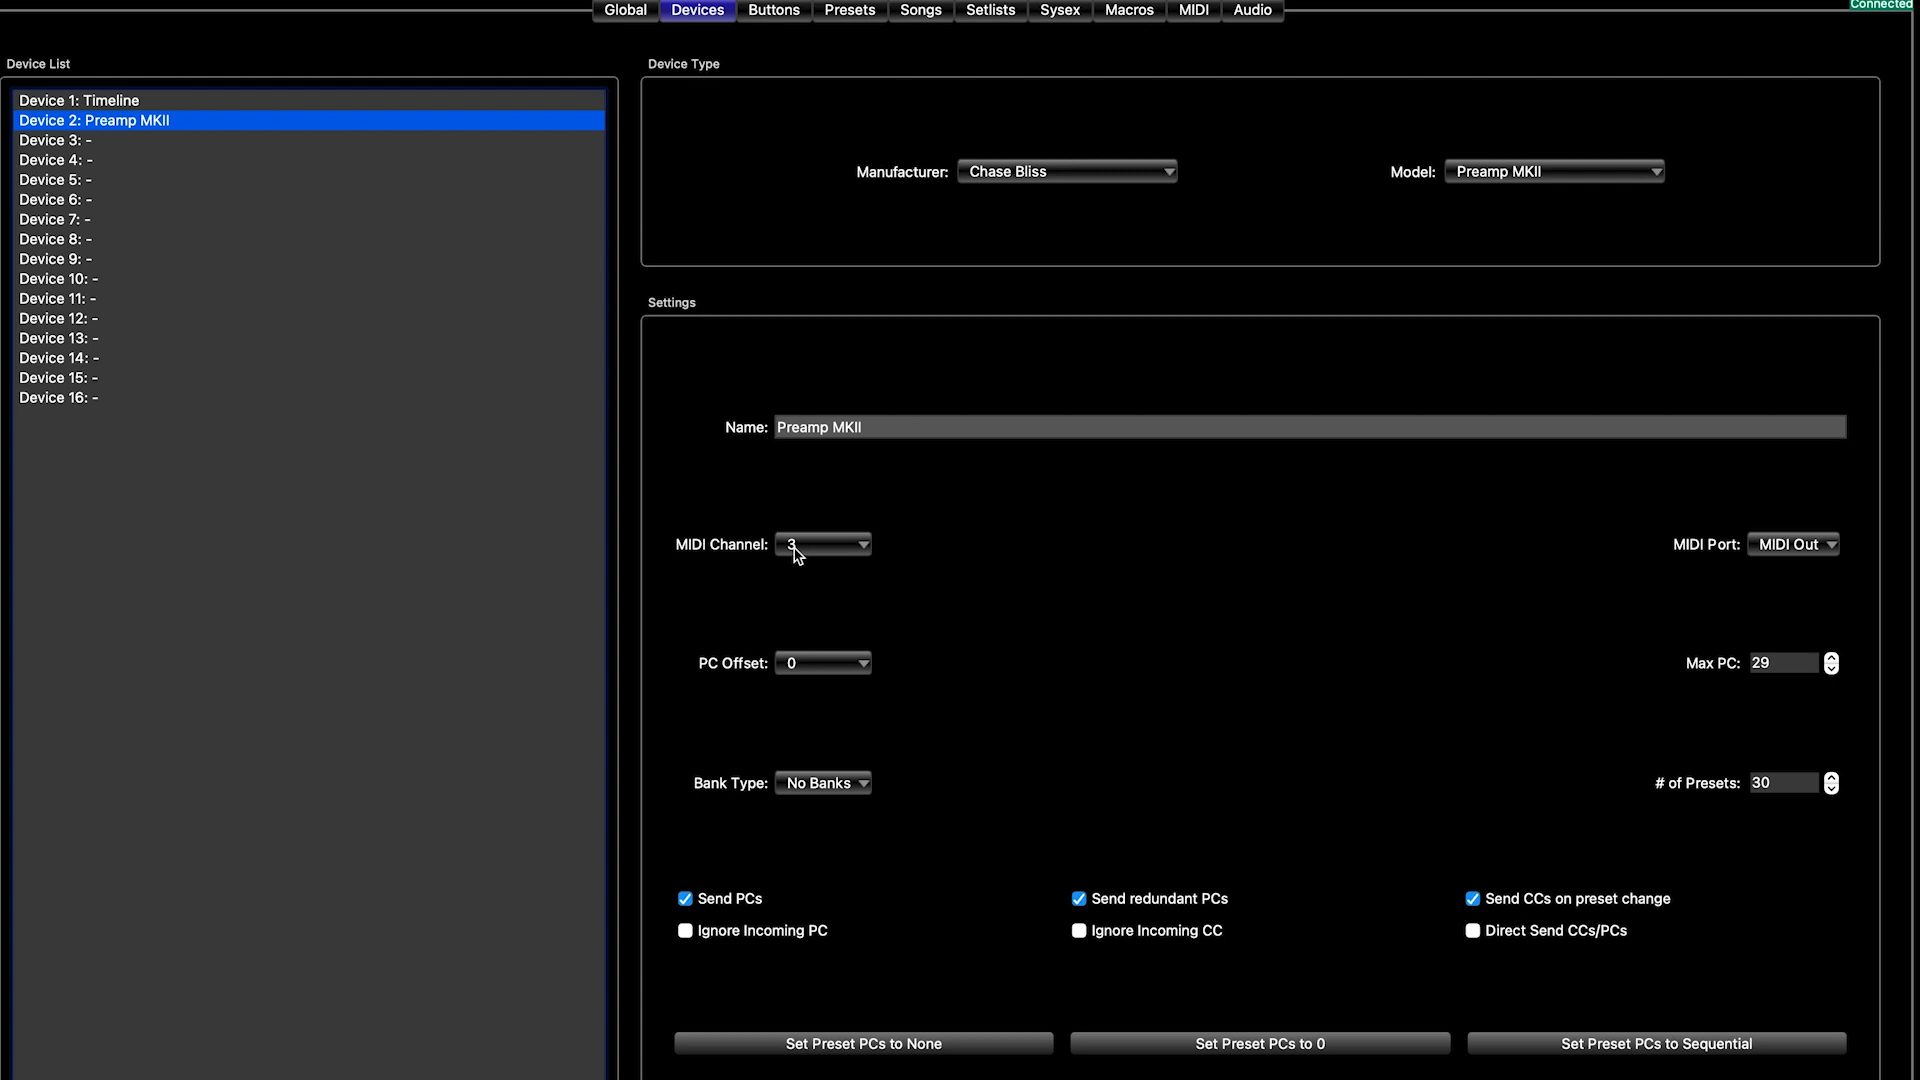 Global Devices Buttons Presets Songs Setlists Sysex Macros MIDI Audio
Connected
Device List
Device 1: Timeline
Device 2: Preamp MKII
Device 3: -
Device 4: -
Device 5: -
Device 6: -
Device 7: -
Device 8: -
Device 9: -
Device 10: -
Device 11: -
Device 12: -
Device 13: -
Device 14: -
Device 15: -
Device 16: -
Device Type
Manufacturer: Chase Bliss Model: Preamp MKII
Settings
Name: Preamp MKII
MIDI Channel: 3 MIDI Port: MIDI Out
PC Offset: 0 Max PC: 29
Bank Type: No Banks # of Presets: 30
Send PCs Send redundant PCs Send CCs on preset change
Ignore Incoming PC Ignore Incoming CC Direct Send CCs/PCs
Set Preset PCs to None Set Preset PCs to 0 Set Preset PCs to Sequential